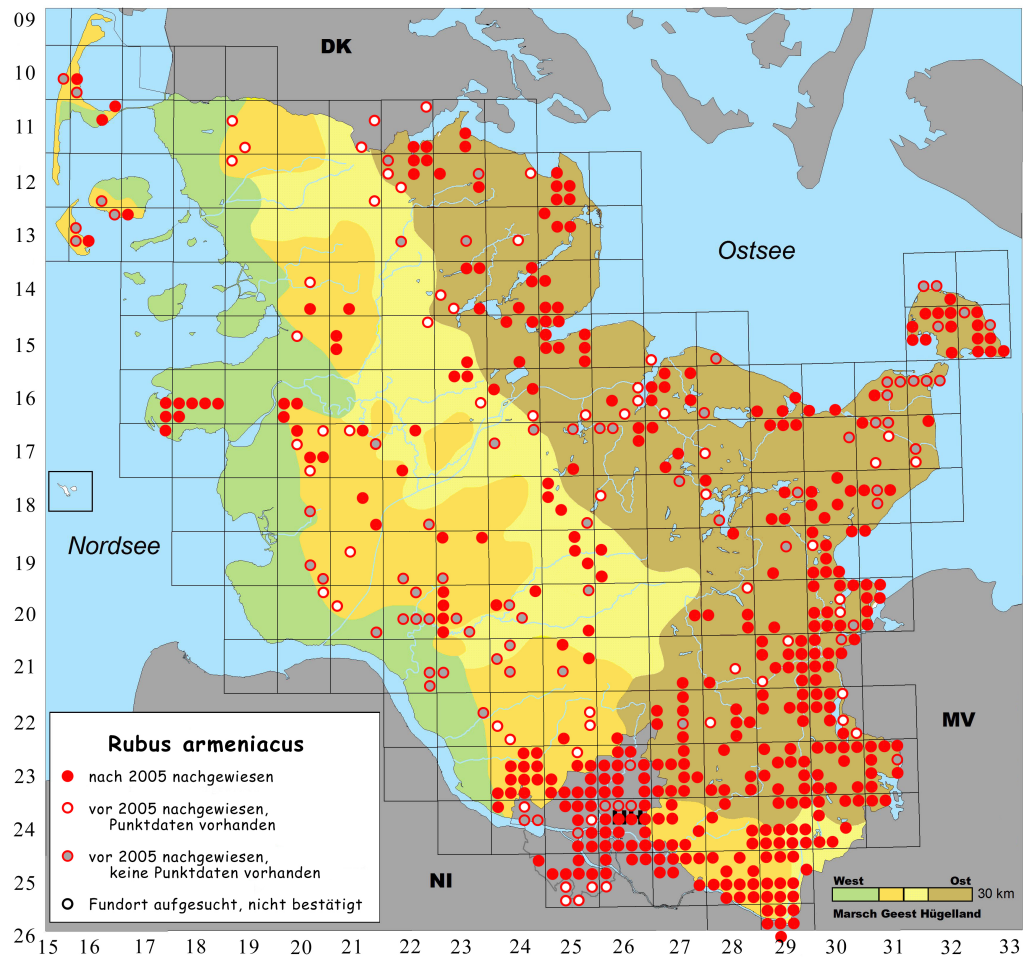 09
10
11
12
13
14
15
16
17
18
19
20
21
22
23
24
25
26
DK
Ostsee
Nordsee
MV
HH
NI
Rubus armeniacus
nach 2005 nachgewiesen
vor 2005 nachgewiesen,
Punktdaten vorhanden
vor 2005 nachgewiesen,
keine Punktdaten vorhanden
Fundort aufgesucht, nicht bestätigt
West Ost
30 km
Marsch Geest Hügelland
15 16 17 18 19 20 21 22 23 24 25 26 27 28 29 30 31 32 33